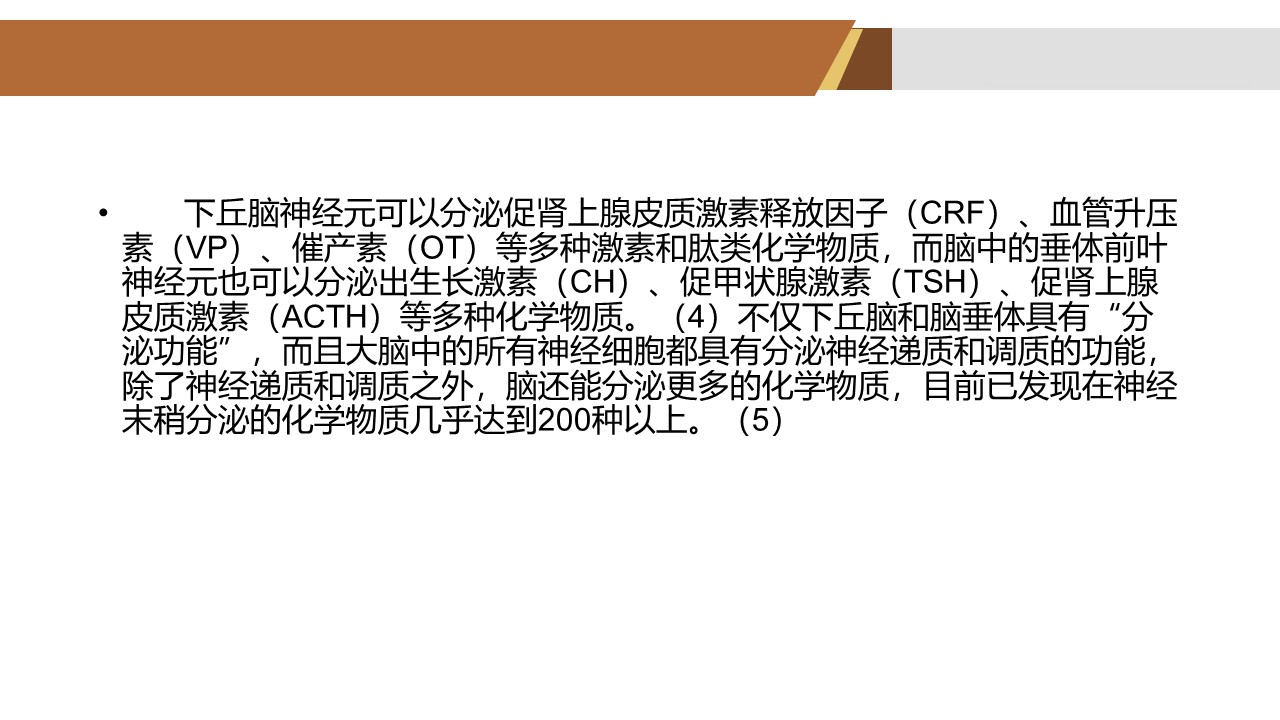 • 下丘脑神经元可以分泌促肾上腺皮质激素释放因子（CRF）、血管升压
素（VP）、催产素（OT）等多种激素和肽类化学物质，而脑中的垂体前叶
神经元也可以分泌出生长激素（CH）、促甲状腺激素（TSH）、促肾上腺
皮质激素（ACTH）等多种化学物质。（4）不仅下丘脑和脑垂体具有“分
泌功能”，而且大脑中的所有神经细胞都具有分泌神经递质和调质的功能，
除了神经递质和调质之外，脑还能分泌更多的化学物质，目前已发现在神经
末稍分泌的化学物质几乎达到200种以上。（5）